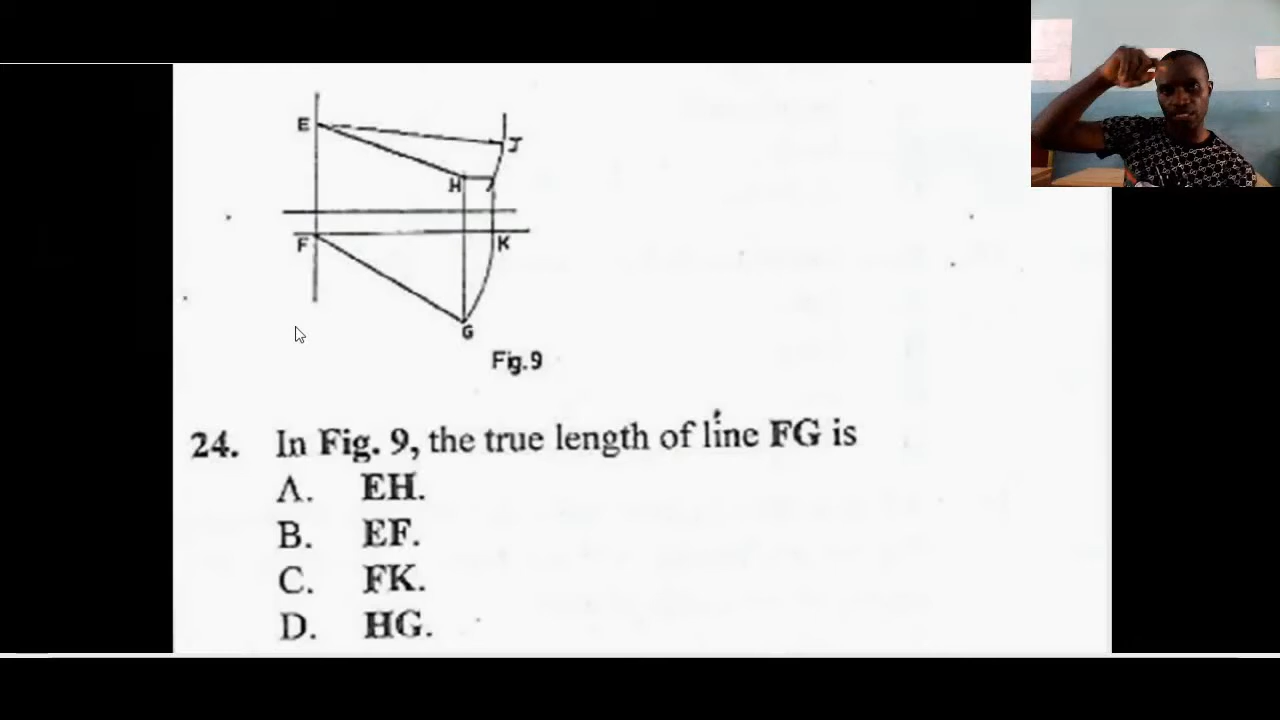 E
J
H
F
K
G
Fig.9
24. In Fig. 9, the true length of line FG is
A. EH.
B. EF.
C. FK.
D. HG.